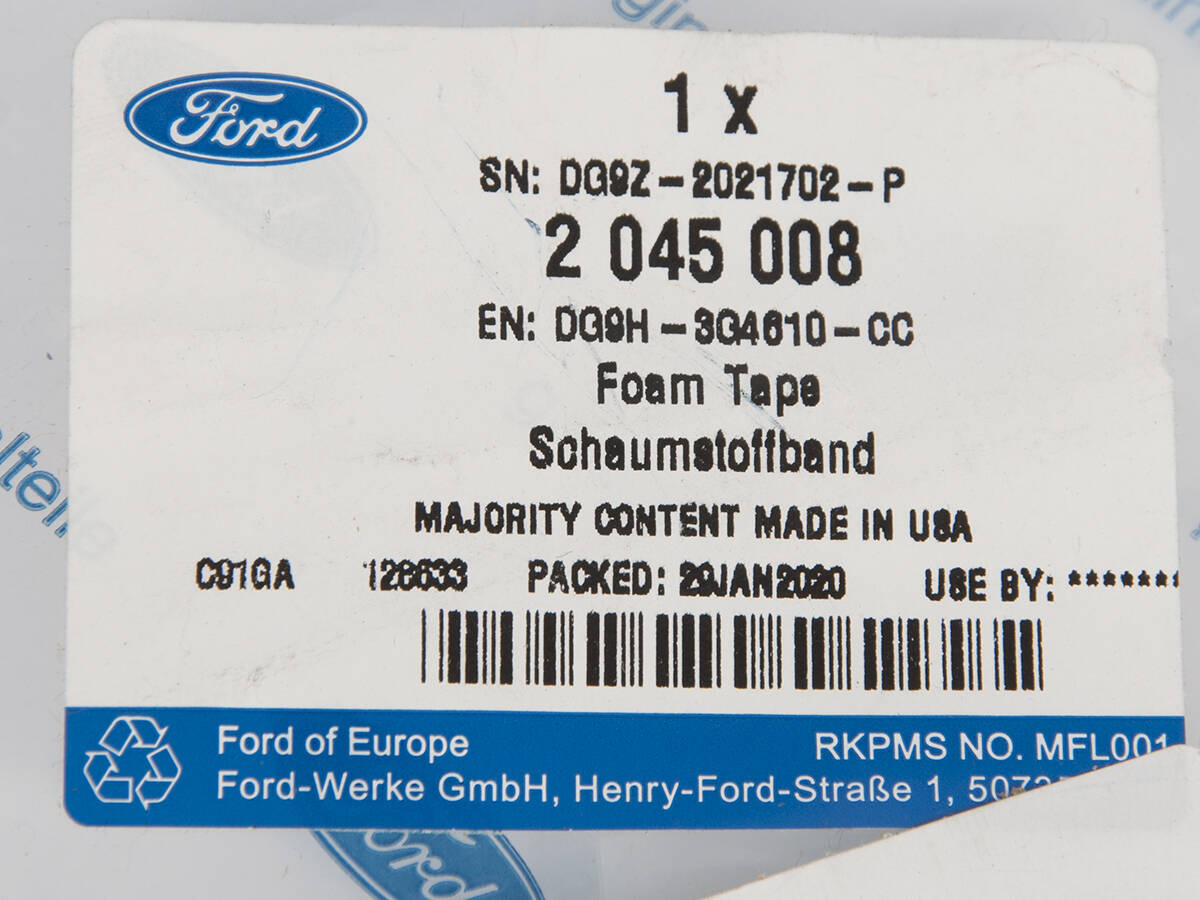 Ford
1 x
SN: DG9Z-2021702-P
2 045 008
EN: DG9H-3G4610-CC
Foam Tape
Schaumstoffband
MAJORITY CONTENT MADE IN USA
C91GA 128633 PACKED: 29JAN2020 USE BY: *******
Ford of Europe RKPMS NO. MFL001
Ford-Werke GmbH, Henry-Ford-Straße 1,
Ford